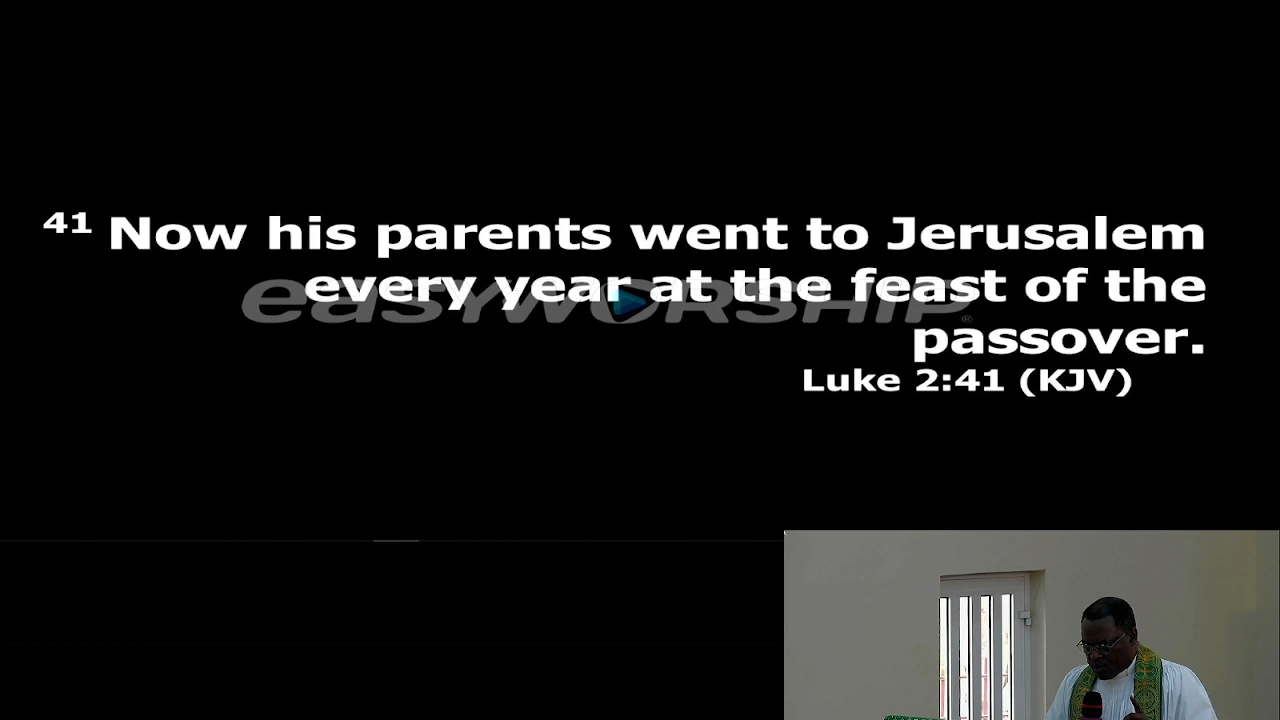 41 Now his parents went to Jerusalem
every year at the feast of the
easyworship®
passover.
Luke 2:41 (KJV)